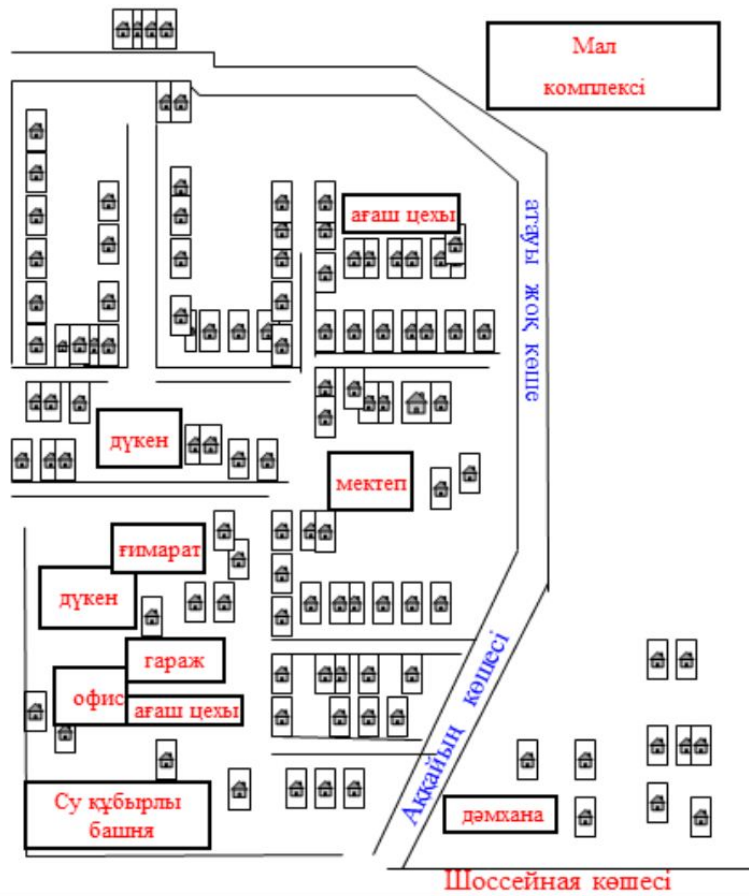 Мал
комплексі
ағаш цехы
атауы жоқ көше
дүкен
мектеп
ғимарат
дүкен
гараж
офис
ағаш цехы
Аққайың көшесі
Су құбырлы
башня
дәмхана
Шоссейная көшесі